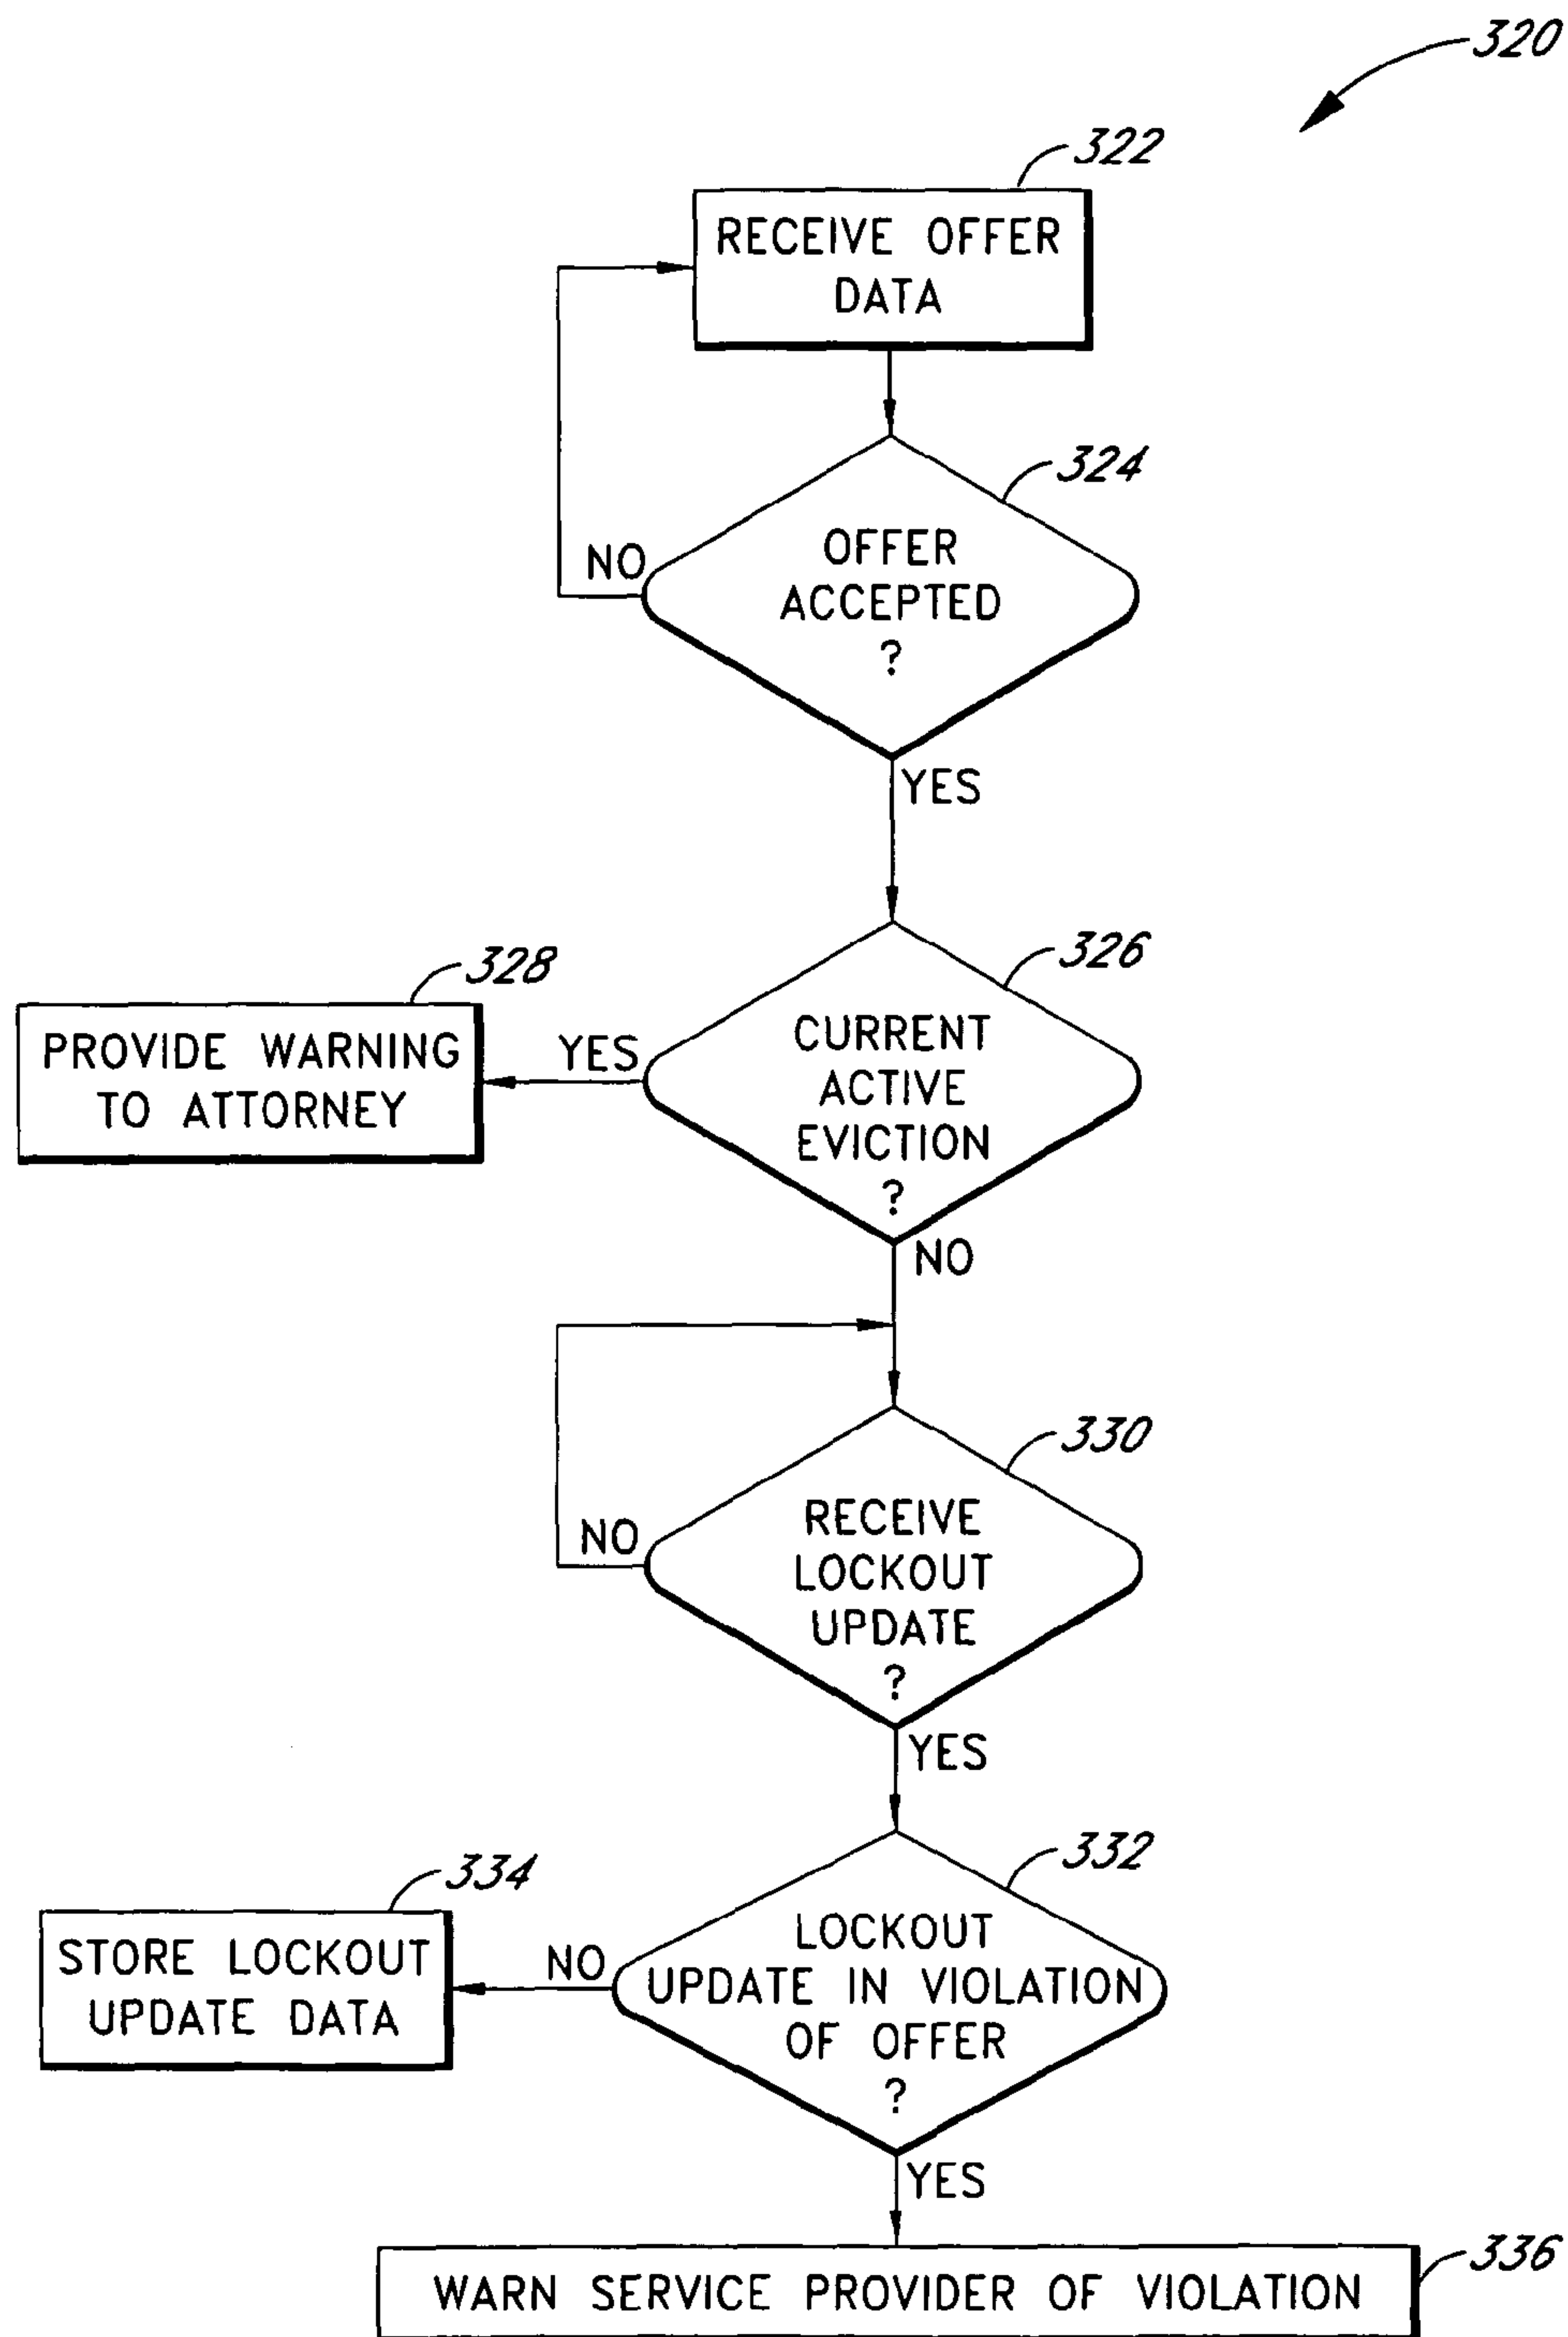 320
322
RECEIVE OFFER
DATA
324
OFFER
ACCEPTED
?
NO
YES
326
328
CURRENT
ACTIVE
EVICTION
?
YES
PROVIDE WARNING
TO ATTORNEY
NO
330
RECEIVE
LOCKOUT
UPDATE
?
NO
YES
332
334
LOCKOUT
UPDATE IN VIOLATION
OF OFFER
?
NO
STORE LOCKOUT
UPDATE DATA
YES
336
WARN SERVICE PROVIDER OF VIOLATION